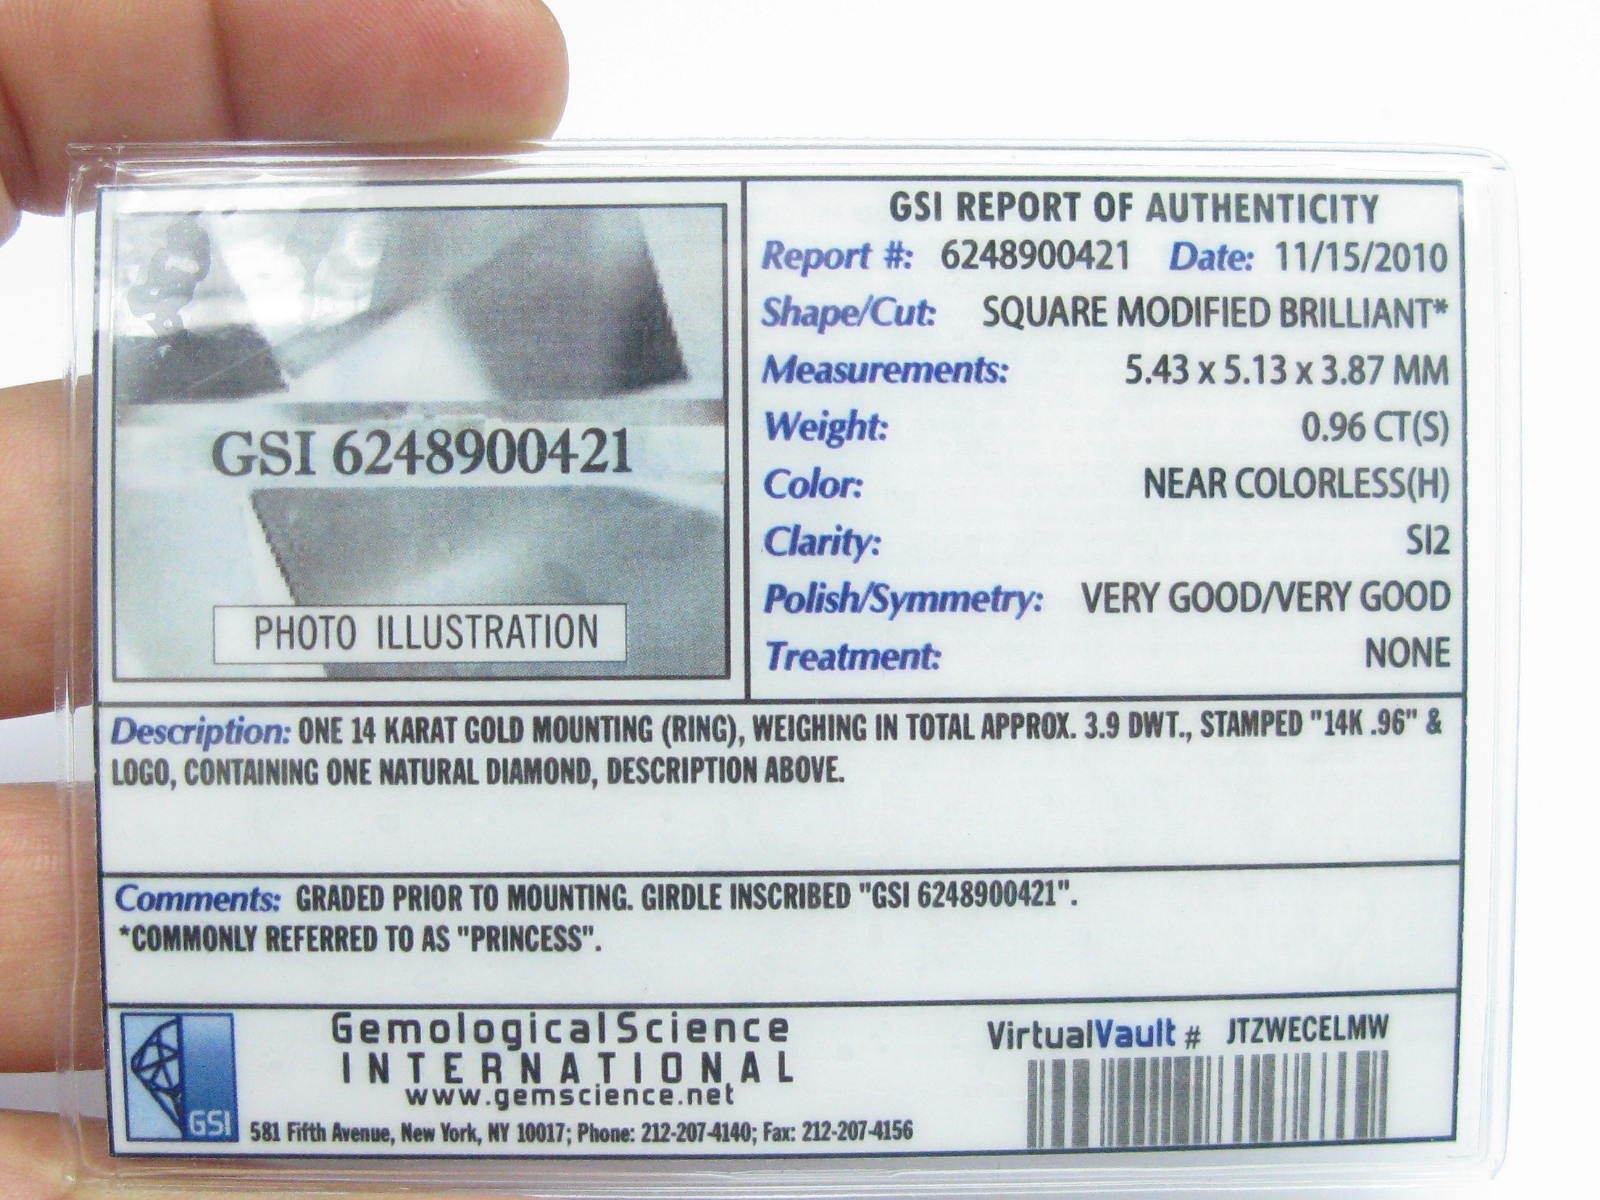 GSI 6248900421
PHOTO ILLUSTRATION
GSI REPORT OF AUTHENTICITY
Report #: 6248900421 Date: 11/15/2010
Shape/Cut: SQUARE MODIFIED BRILLIANT*
Measurements: 5.43 x 5.13 x 3.87 MM
Weight: 0.96 CT(S)
Color: NEAR COLORLESS(H)
Clarity: SI2
Polish/Symmetry: VERY GOOD/VERY GOOD
Treatment: NONE
Description: ONE 14 KARAT GOLD MOUNTING (RING), WEIGHING IN TOTAL APPROX. 3.9 DWT., STAMPED "14K .96" &
LOGO, CONTAINING ONE NATURAL DIAMOND, DESCRIPTION ABOVE.
Comments: GRADED PRIOR TO MOUNTING. GIRDLE INSCRIBED "GSI 6248900421".
*COMMONLY REFERRED TO AS "PRINCESS".
GSI
GemologicalScience
INTERNATIONAL
www.gemscience.net
581 Fifth Avenue, New York, NY 10017; Phone: 212-207-4140; Fax: 212-207-4156
VirtualVault # JTZWECELMW